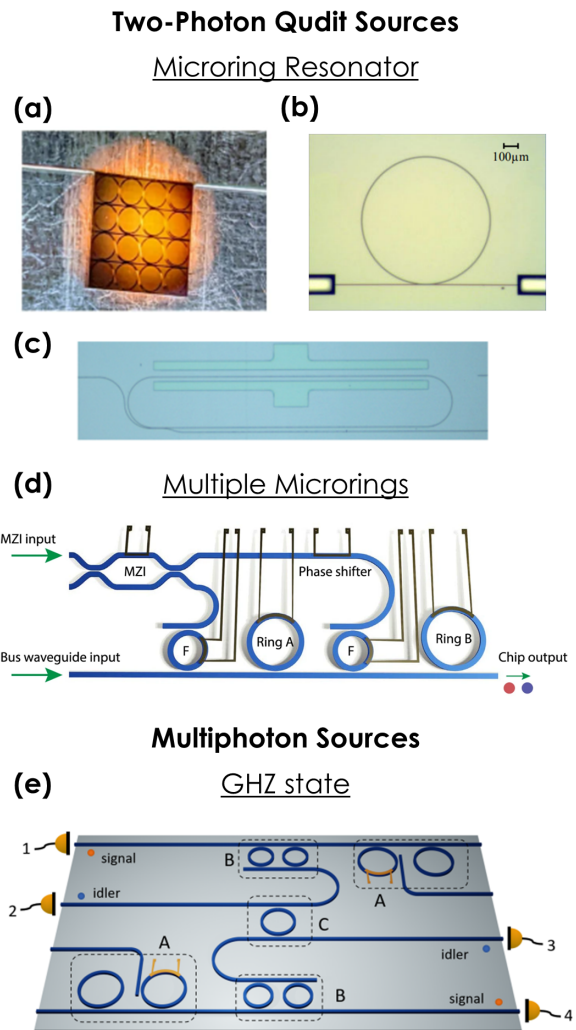 Two-Photon Qudit Sources
Microring Resonator
(a)
(b)
100µm
(c)
(d)
Multiple Microrings
MZI input
MZI
Phase shifter
F
Ring A
F
Ring B
Bus waveguide input
Chip output
Multiphoton Sources
(e)
GHZ state
1
signal
B
A
idler
2
C
A
3
idler
B
signal
4